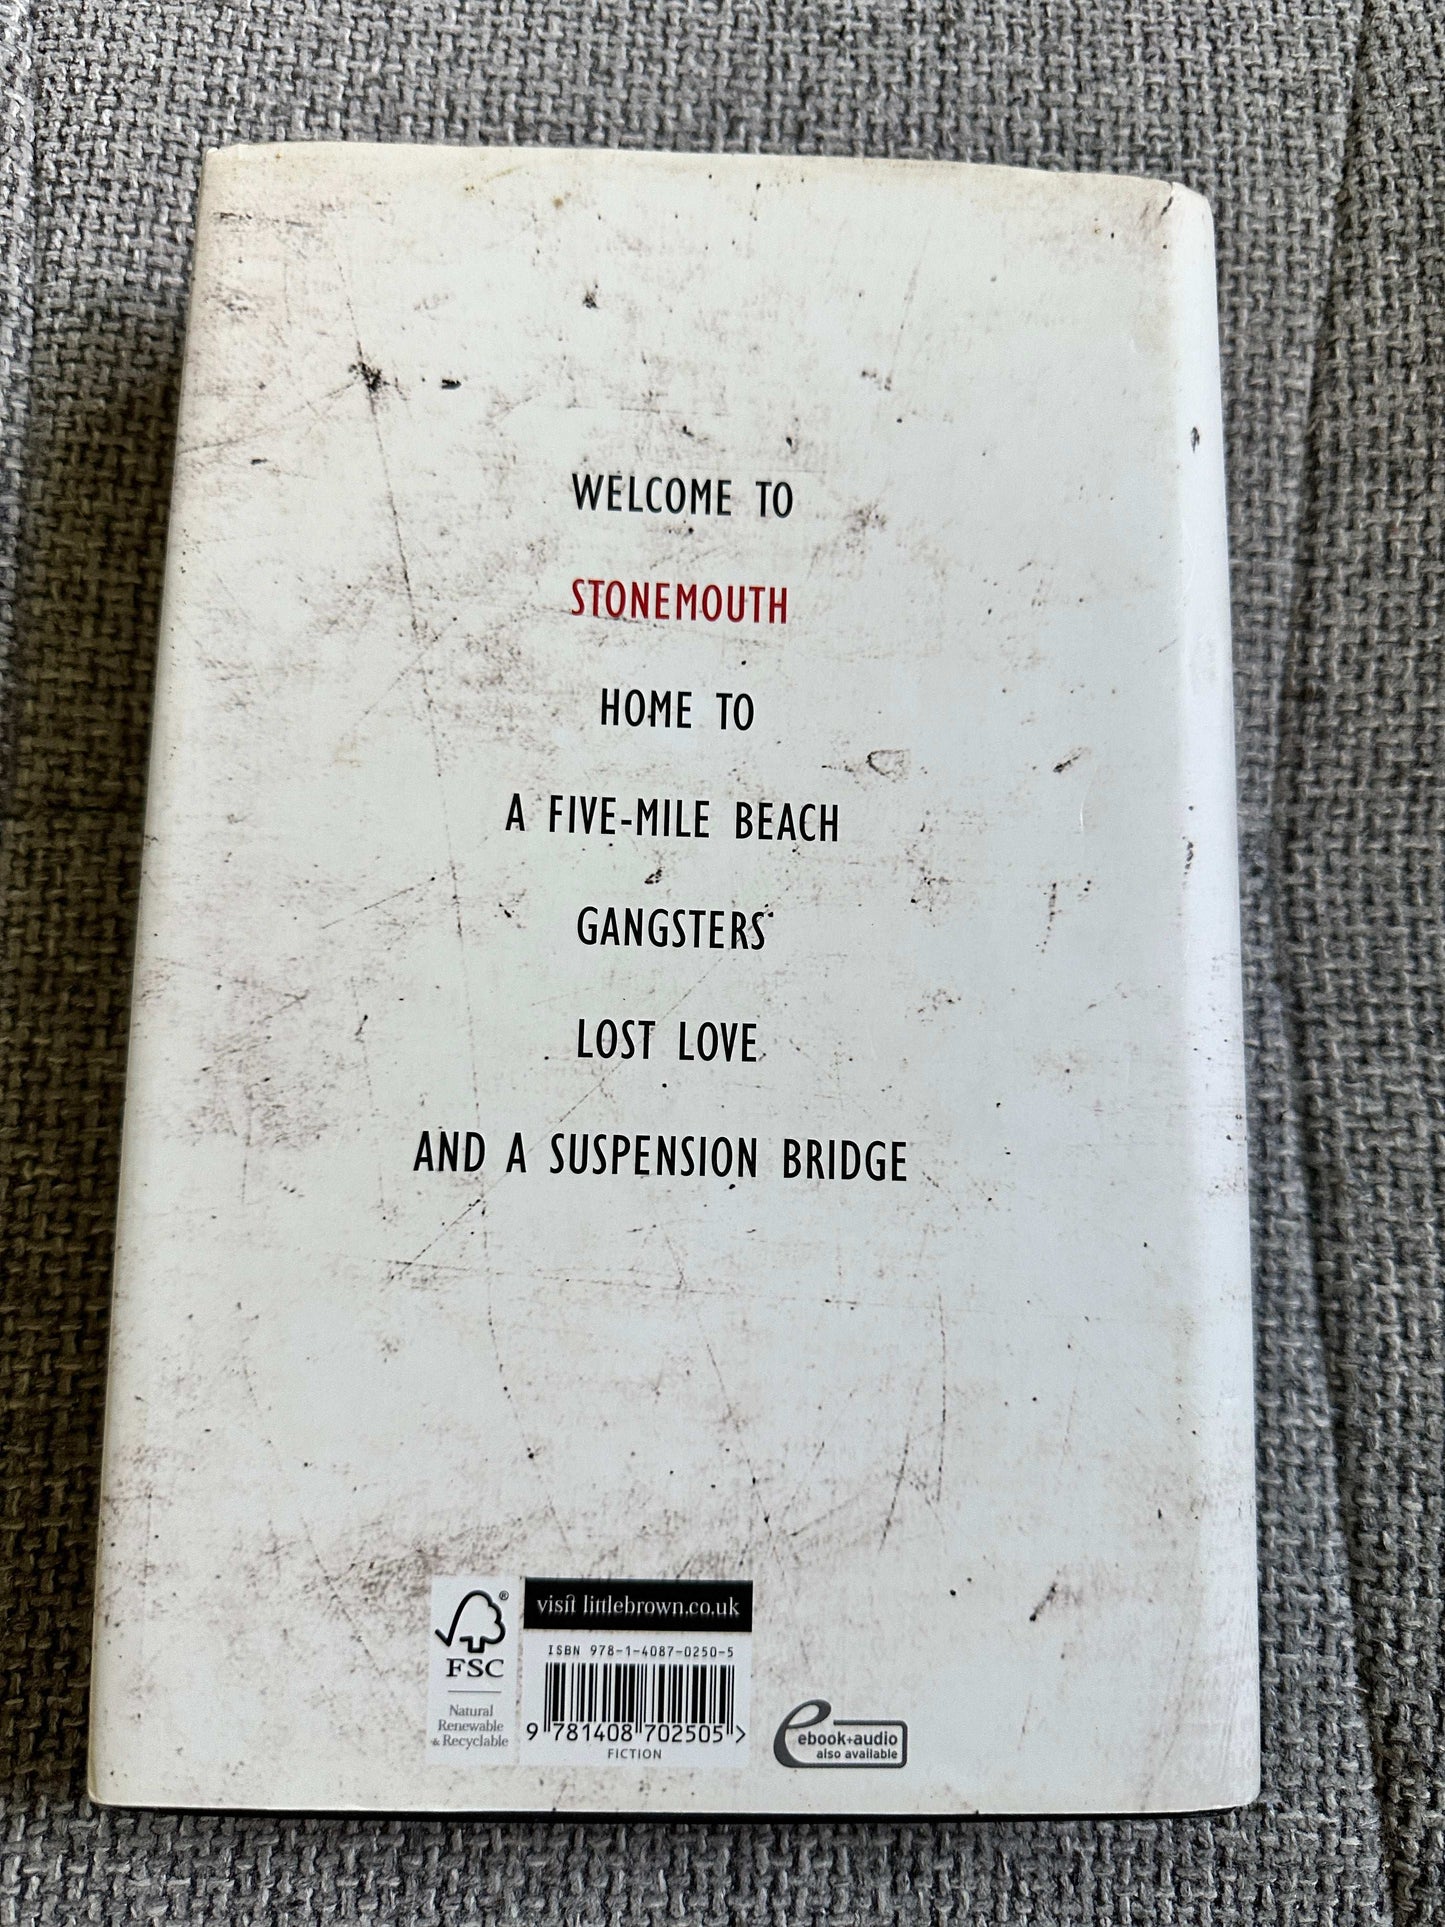 WELCOME TO
STONEMOUTH
HOME TO
A FIVE-MILE BEACH
GANGSTERS
LOST LOVE
AND A SUSPENSION BRIDGE
®
FSC
Natural
Renewable
& Recyclable
visit littlebrown.co.uk
ISBN 978-1-4087-0250-5
9 781408 702505 >
FICTION
ebook+audio
also available